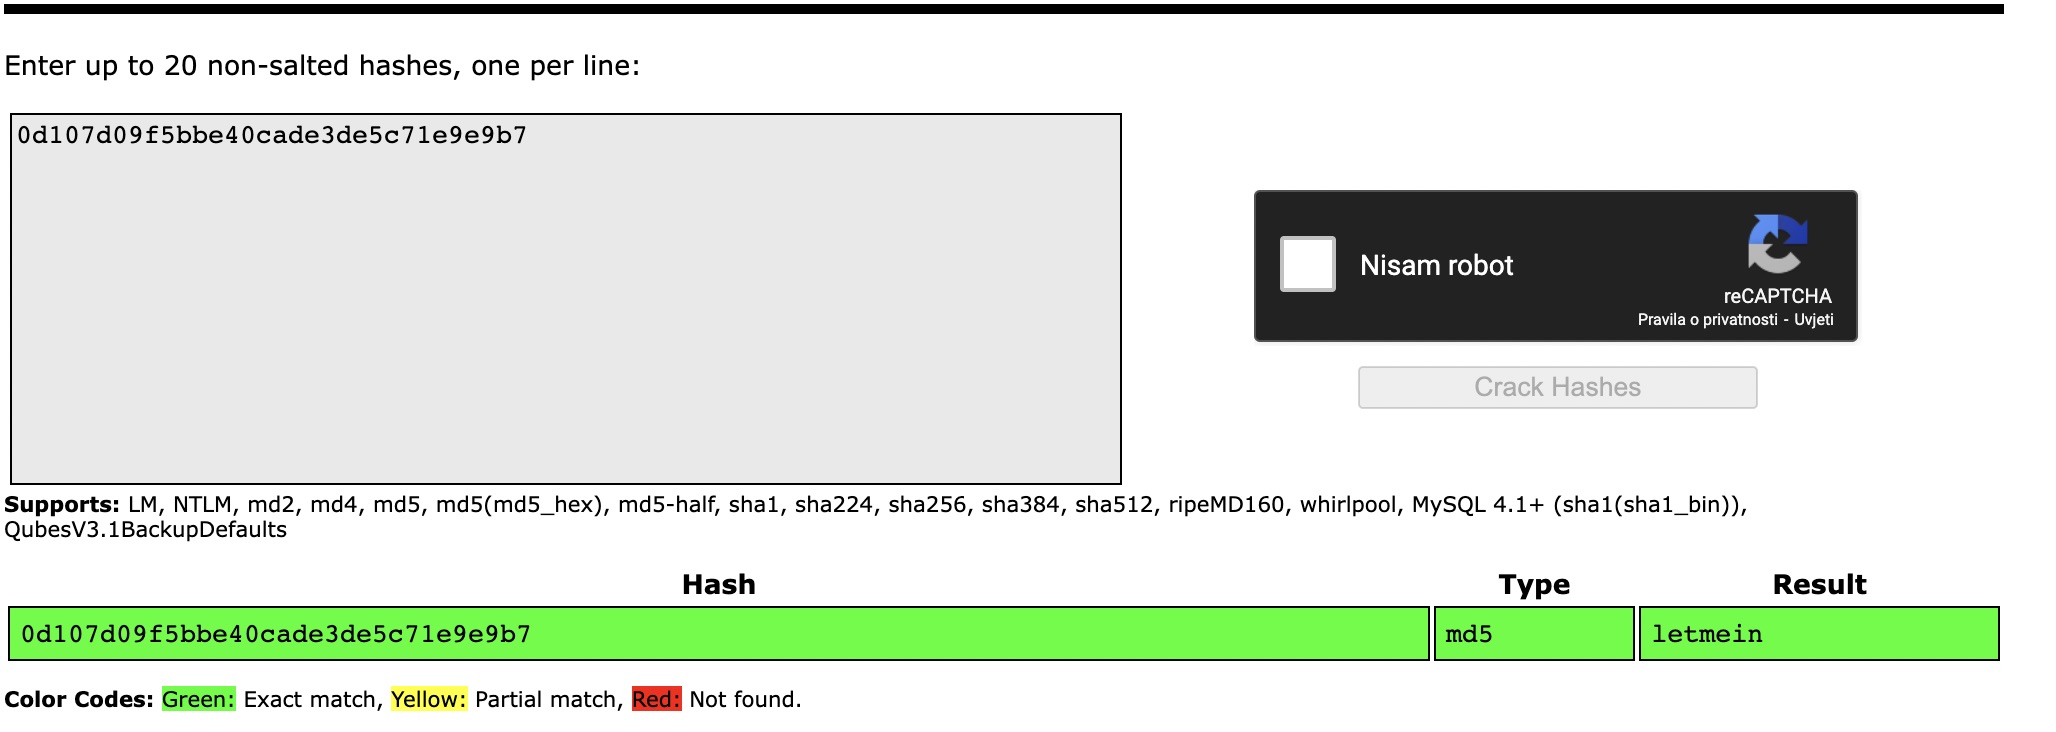 Enter up to 20 non-salted hashes, one per line:
0d107d09f5bbe40cade3de5c71e9e9b7
Nisam robot
reCAPTCHA
Pravila o privatnosti - Uvjeti
Crack Hashes
Supports: LM, NTLM, md2, md4, md5, md5(md5_hex), md5-half, sha1, sha224, sha256, sha384, sha512, ripeMD160, whirlpool, MySQL 4.1+ (sha1(sha1_bin)),
QubesV3.1BackupDefaults
Hash Type Result
0d107d09f5bbe40cade3de5c71e9e9b7 md5 letmein
Color Codes: Green: Exact match, Yellow: Partial match, Red: Not found.